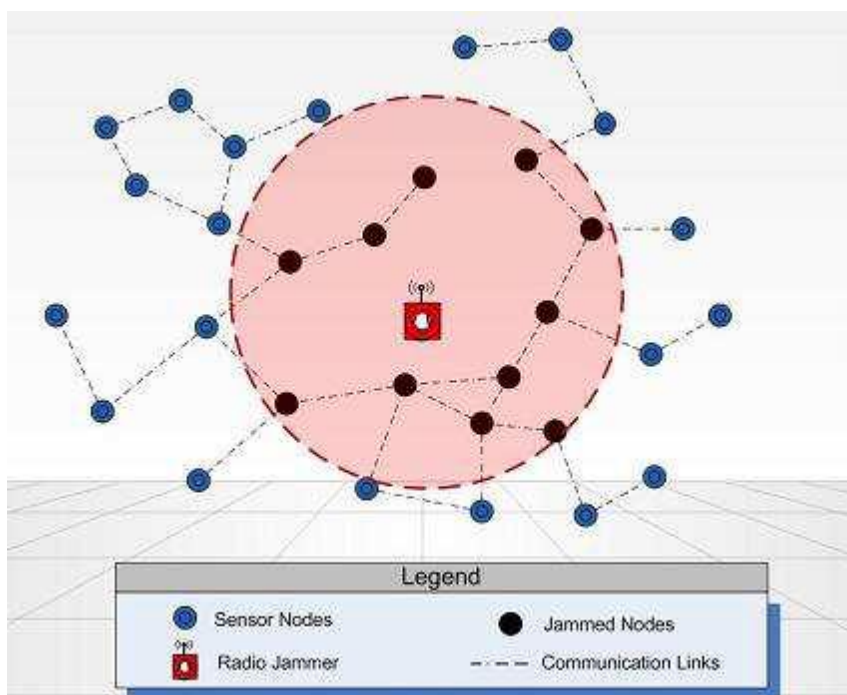 Legend
Sensor Nodes
Jammed Nodes
Radio Jammer
Communication Links